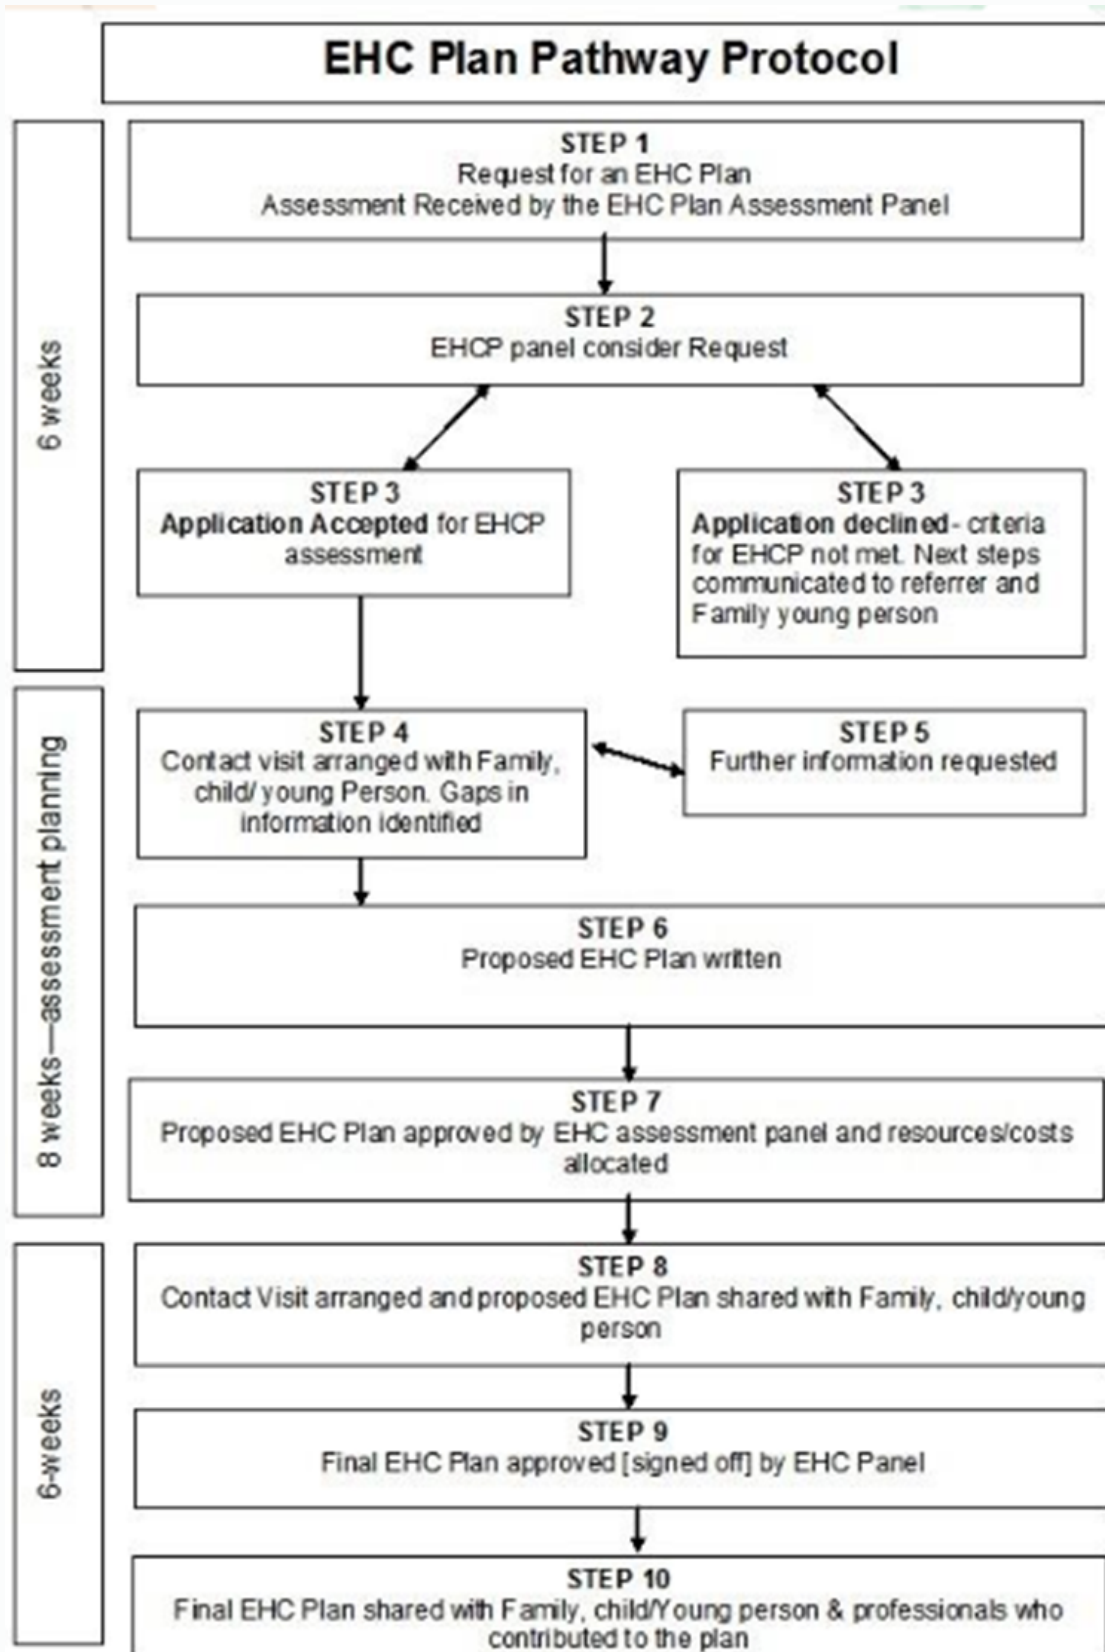 EHC Plan Pathway Protocol
6 weeks
STEP 1
Request for an EHC Plan
Assessment Received by the EHC Plan Assessment Panel
STEP 2
EHCP panel consider Request
STEP 3
Application Accepted for EHCP
assessment
STEP 3
Application declined- criteria
for EHCP not met. Next steps
communicated to referrer and
Family young person
8 weeks—assessment planning
STEP 4
Contact visit arranged with Family,
child/ young Person. Gaps in
information identified
STEP 5
Further information requested
STEP 6
Proposed EHC Plan written
STEP 7
Proposed EHC Plan approved by EHC assessment panel and resources/costs
allocated
6-weeks
STEP 8
Contact Visit arranged and proposed EHC Plan shared with Family, child/young
person
STEP 9
Final EHC Plan approved [signed off] by EHC Panel
STEP 10
Final EHC Plan shared with Family, child/Young person & professionals who
contributed to the plan